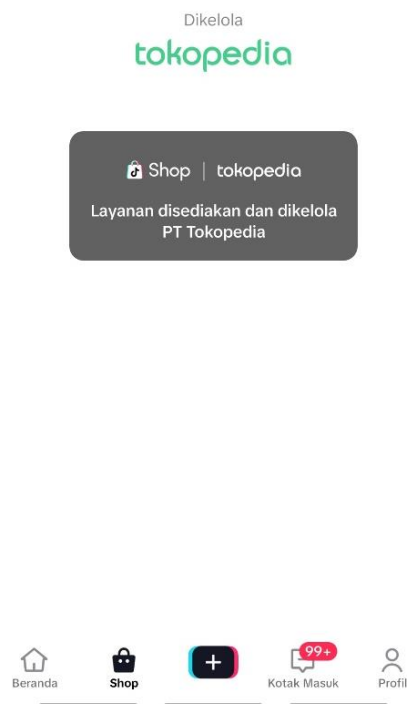 Dikelola
tokopedia
Shop | tokopedia
Layanan disediakan dan dikelola
PT Tokopedia
99+
Beranda
Shop
Kotak Masuk
Profil